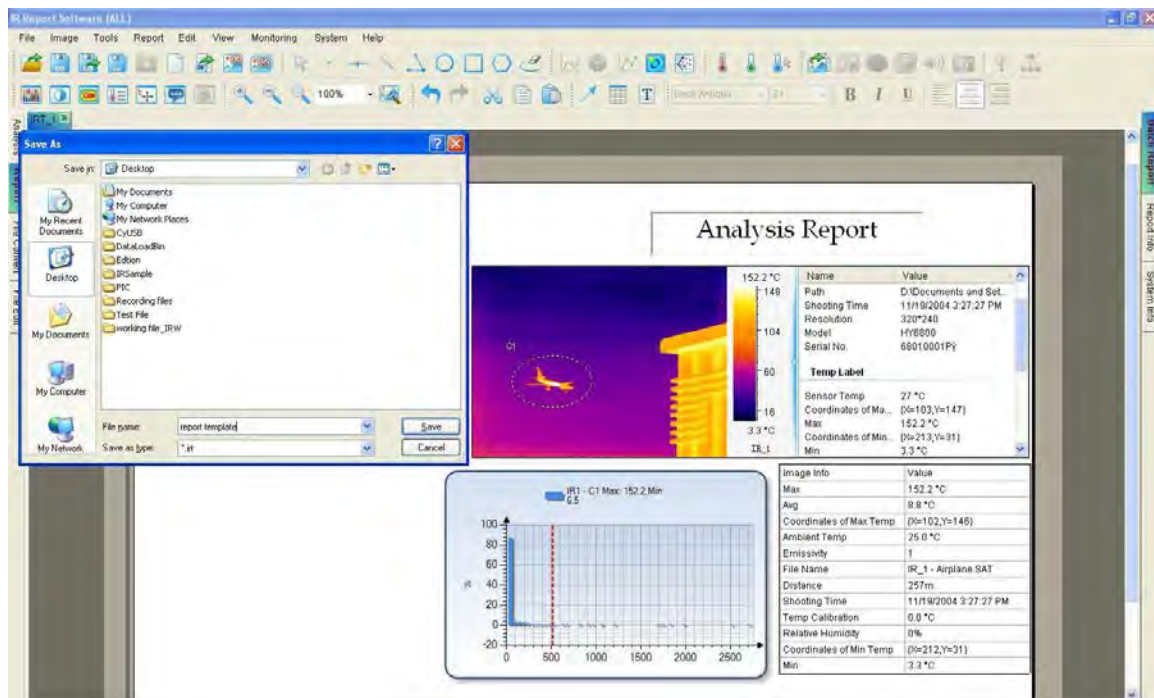 IR Report Software (ALL)
File Image Tools Report Edit View Monitoring System Help
100%
B I U
IRT_1
Save As
Save in: Desktop
My Recent Documents
Desktop
My Documents
My Computer
My Network
My Documents
My Computer
My Network Places
CyUSB
DataLoadBin
Edtion
IRSample
PIC
Recording files
Test File
working file_IRW
File name: report template
Save as type: *.irt
Save
Cancel
Batch Report
Report Info
System Info
Analysis Report
C1
152.2 °C
148
104
60
16
3.3 °C
IR_1
Name Value
Path D:\Documents and Set...
Shooting Time 11/19/2004 3:27:27 PM
Resolution 320*240
Model HY6800
Serial No. 68010001Pý
Temp Label
Sensor Temp 27 °C
Coordinates of Ma... (X=103,Y=147)
Max 152.2 °C
Coordinates of Min... (X=213,Y=31)
Min 3.3 °C
IR1 - C1 Max: 152.2 Min:
6.5
%
100
80
60
40
20
0
-20
0 500 1000 1500 2000 2500
Image Info Value
Max 152.2 °C
Avg 8.8 °C
Coordinates of Max Temp (X=102,Y=146)
Ambient Temp 25.0 °C
Emissivity 1
File Name IR_1 - Airplane.SAT
Distance 257m
Shooting Time 11/19/2004 3:27:27 PM
Temp Calibration 0.0 °C
Relative Humidity 0%
Coordinates of Min Temp (X=212,Y=31)
Min 3.3 °C